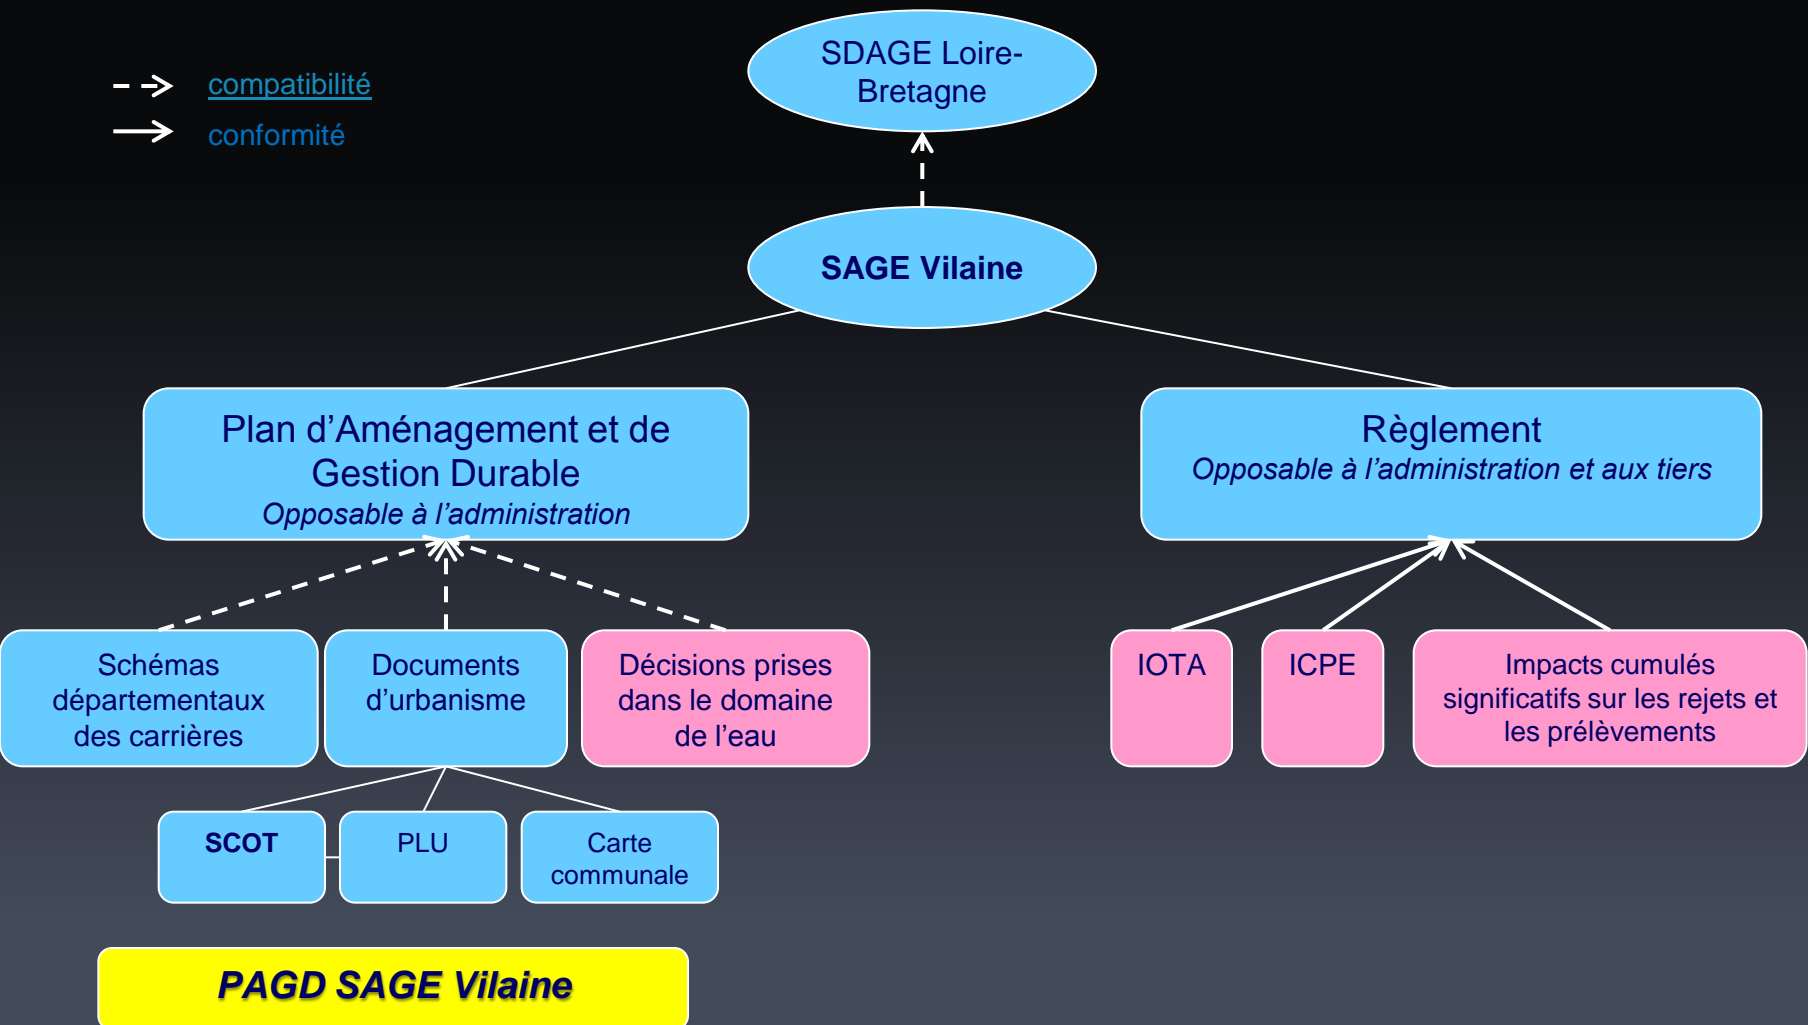 compatibilité
conformité
SDAGE Loire-
Bretagne
SAGE Vilaine
Plan d’Aménagement et de
Gestion Durable
Opposable à l’administration
Règlement
Opposable à l’administration et aux tiers
Schémas
départementaux
des carrières
Documents
d’urbanisme
Décisions prises
dans le domaine
de l’eau
IOTA
ICPE
Impacts cumulés
significatifs sur les rejets et
les prélèvements
SCOT
PLU
Carte
communale
PAGD SAGE Vilaine